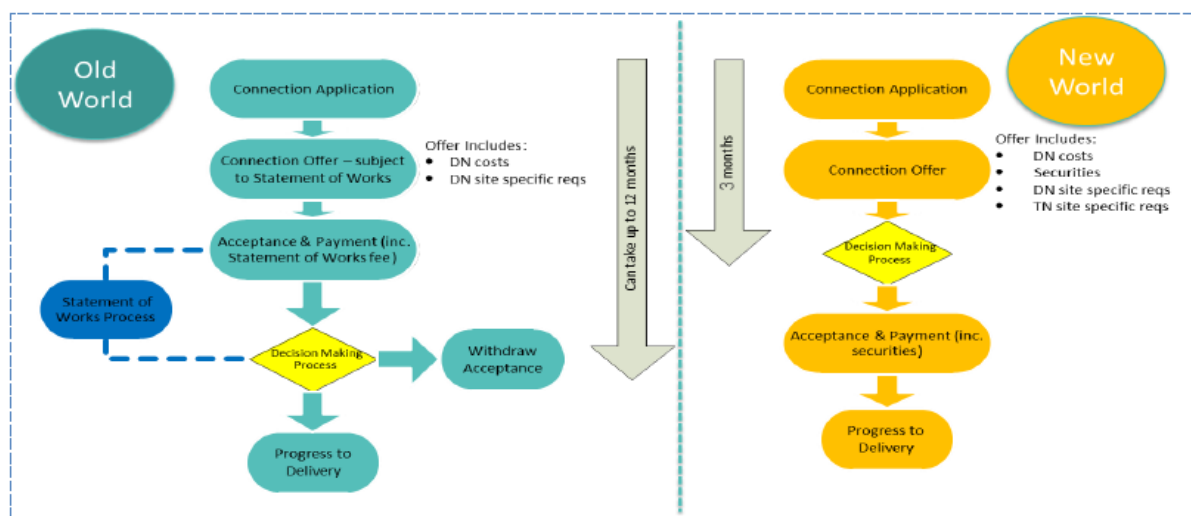 Old
World
Connection Application
Connection Offer – subject
to Statement of Works
Offer Includes:
• DN costs
• DN site specific reqs
Acceptance & Payment (inc.
Statement of Works fee)
Statement of
Works Process
Decision Making
Process
Withdraw
Acceptance
Progress to
Delivery
Can take up to 12 months
3 months
New
World
Connection Application
Connection Offer
Offer Includes:
• DN costs
• Securities
• DN site specific reqs
• TN site specific reqs
Decision Making
Process
Acceptance & Payment (inc.
securities)
Progress to
Delivery